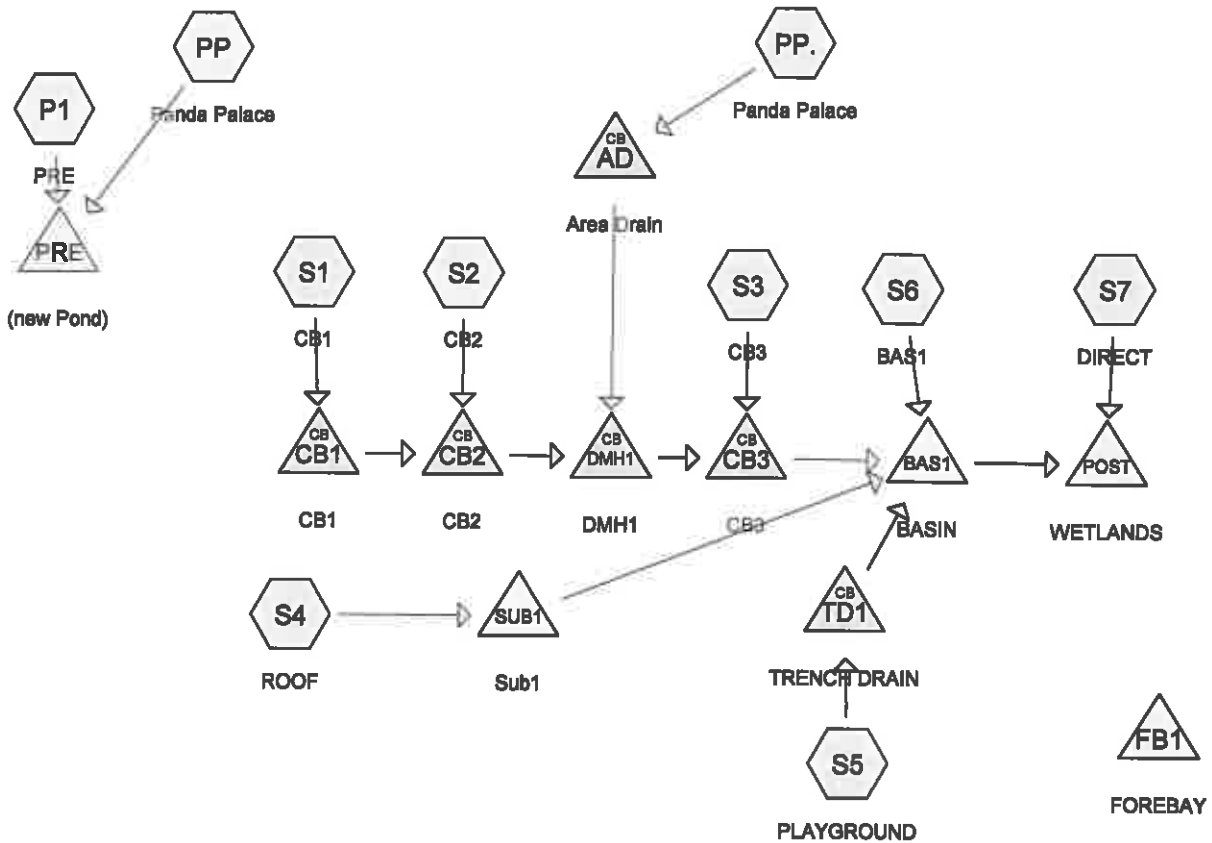 PP
Panda Palace
P1
PRE
PRE
(new Pond)
PP.
Panda Palace
CB
AD
Area Drain
S1
CB1
S2
CB2
S3
CB3
S6
BAS1
S7
DIRECT
CB
CB1
CB1
CB
CB2
CB2
CB
DMH1
DMH1
CB
CB3
CB3
BAS1
BASIN
POST
WETLANDS
S4
ROOF
SUB1
Sub1
CB
TD1
TRENCH DRAIN
S5
PLAYGROUND
FB1
FOREBAY